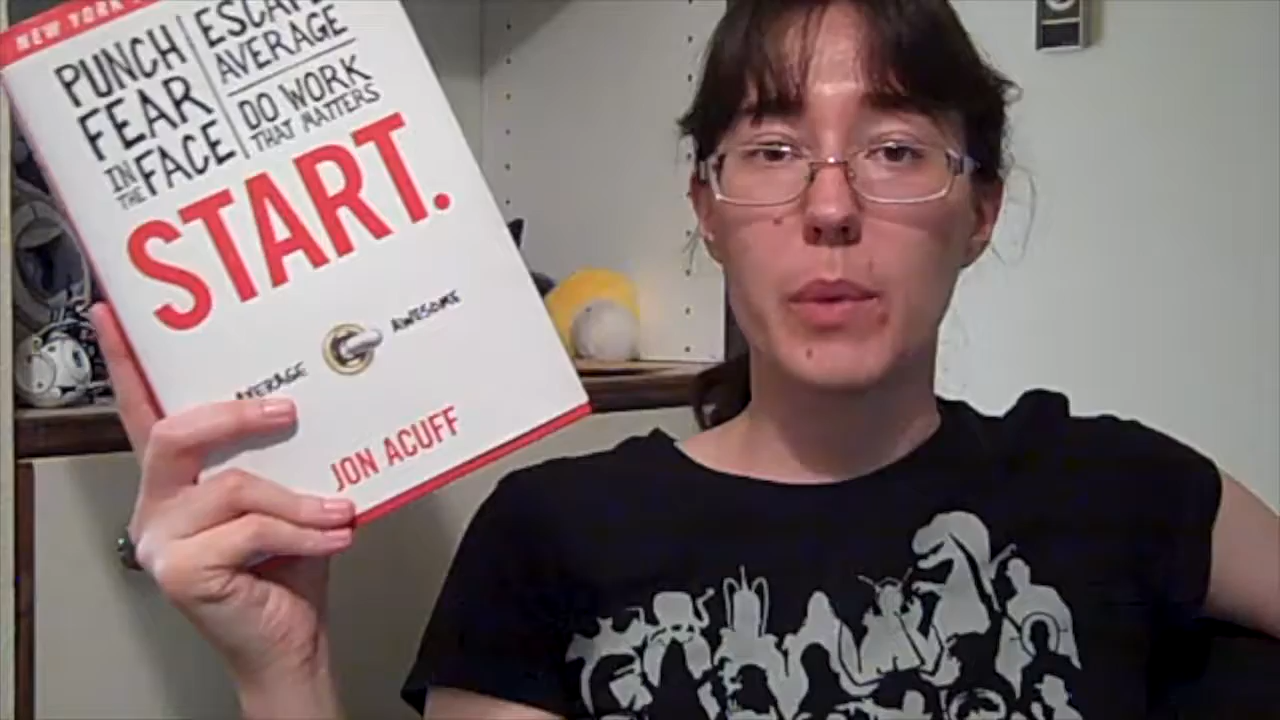 NEW YORK
PUNCH
FEAR
IN THE FACE
ESCAPE
AVERAGE
DO WORK
THAT MATTERS
START.
AWESOME
AVERAGE
JON ACUFF